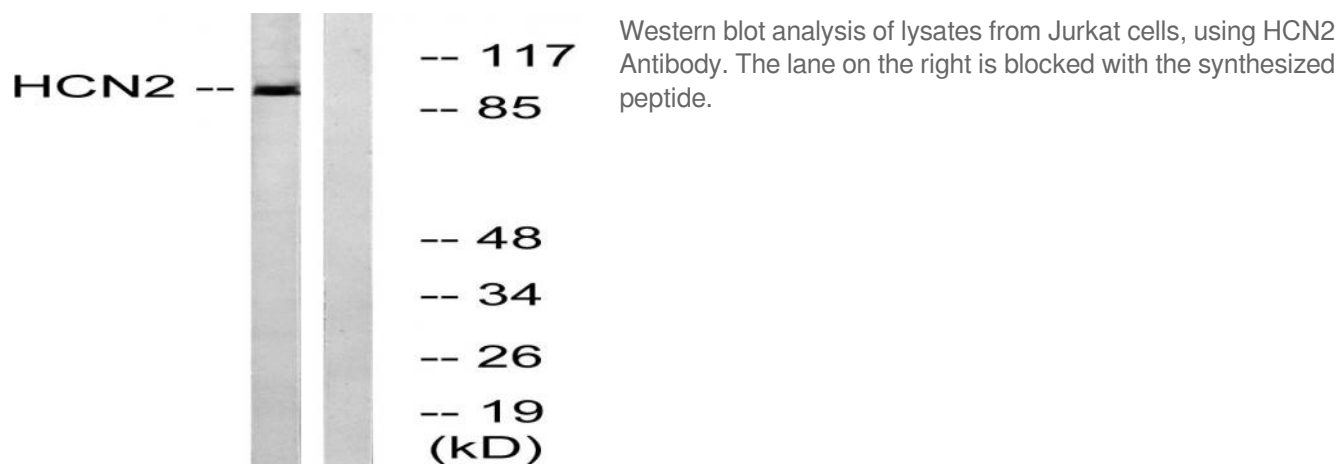 HCN2 --
-- 117
-- 85
-- 48
-- 34
-- 26
-- 19
(kD)
Western blot analysis of lysates from Jurkat cells, using HCN2
Antibody. The lane on the right is blocked with the synthesized
peptide.